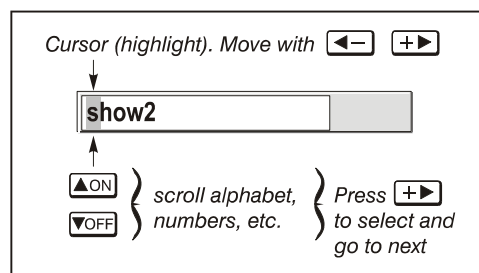 Cursor (highlight). Move with ◀− +▶
show2
▲ON
▼OFF
scroll alphabet,
numbers, etc.
Press +▶
to select and
go to next